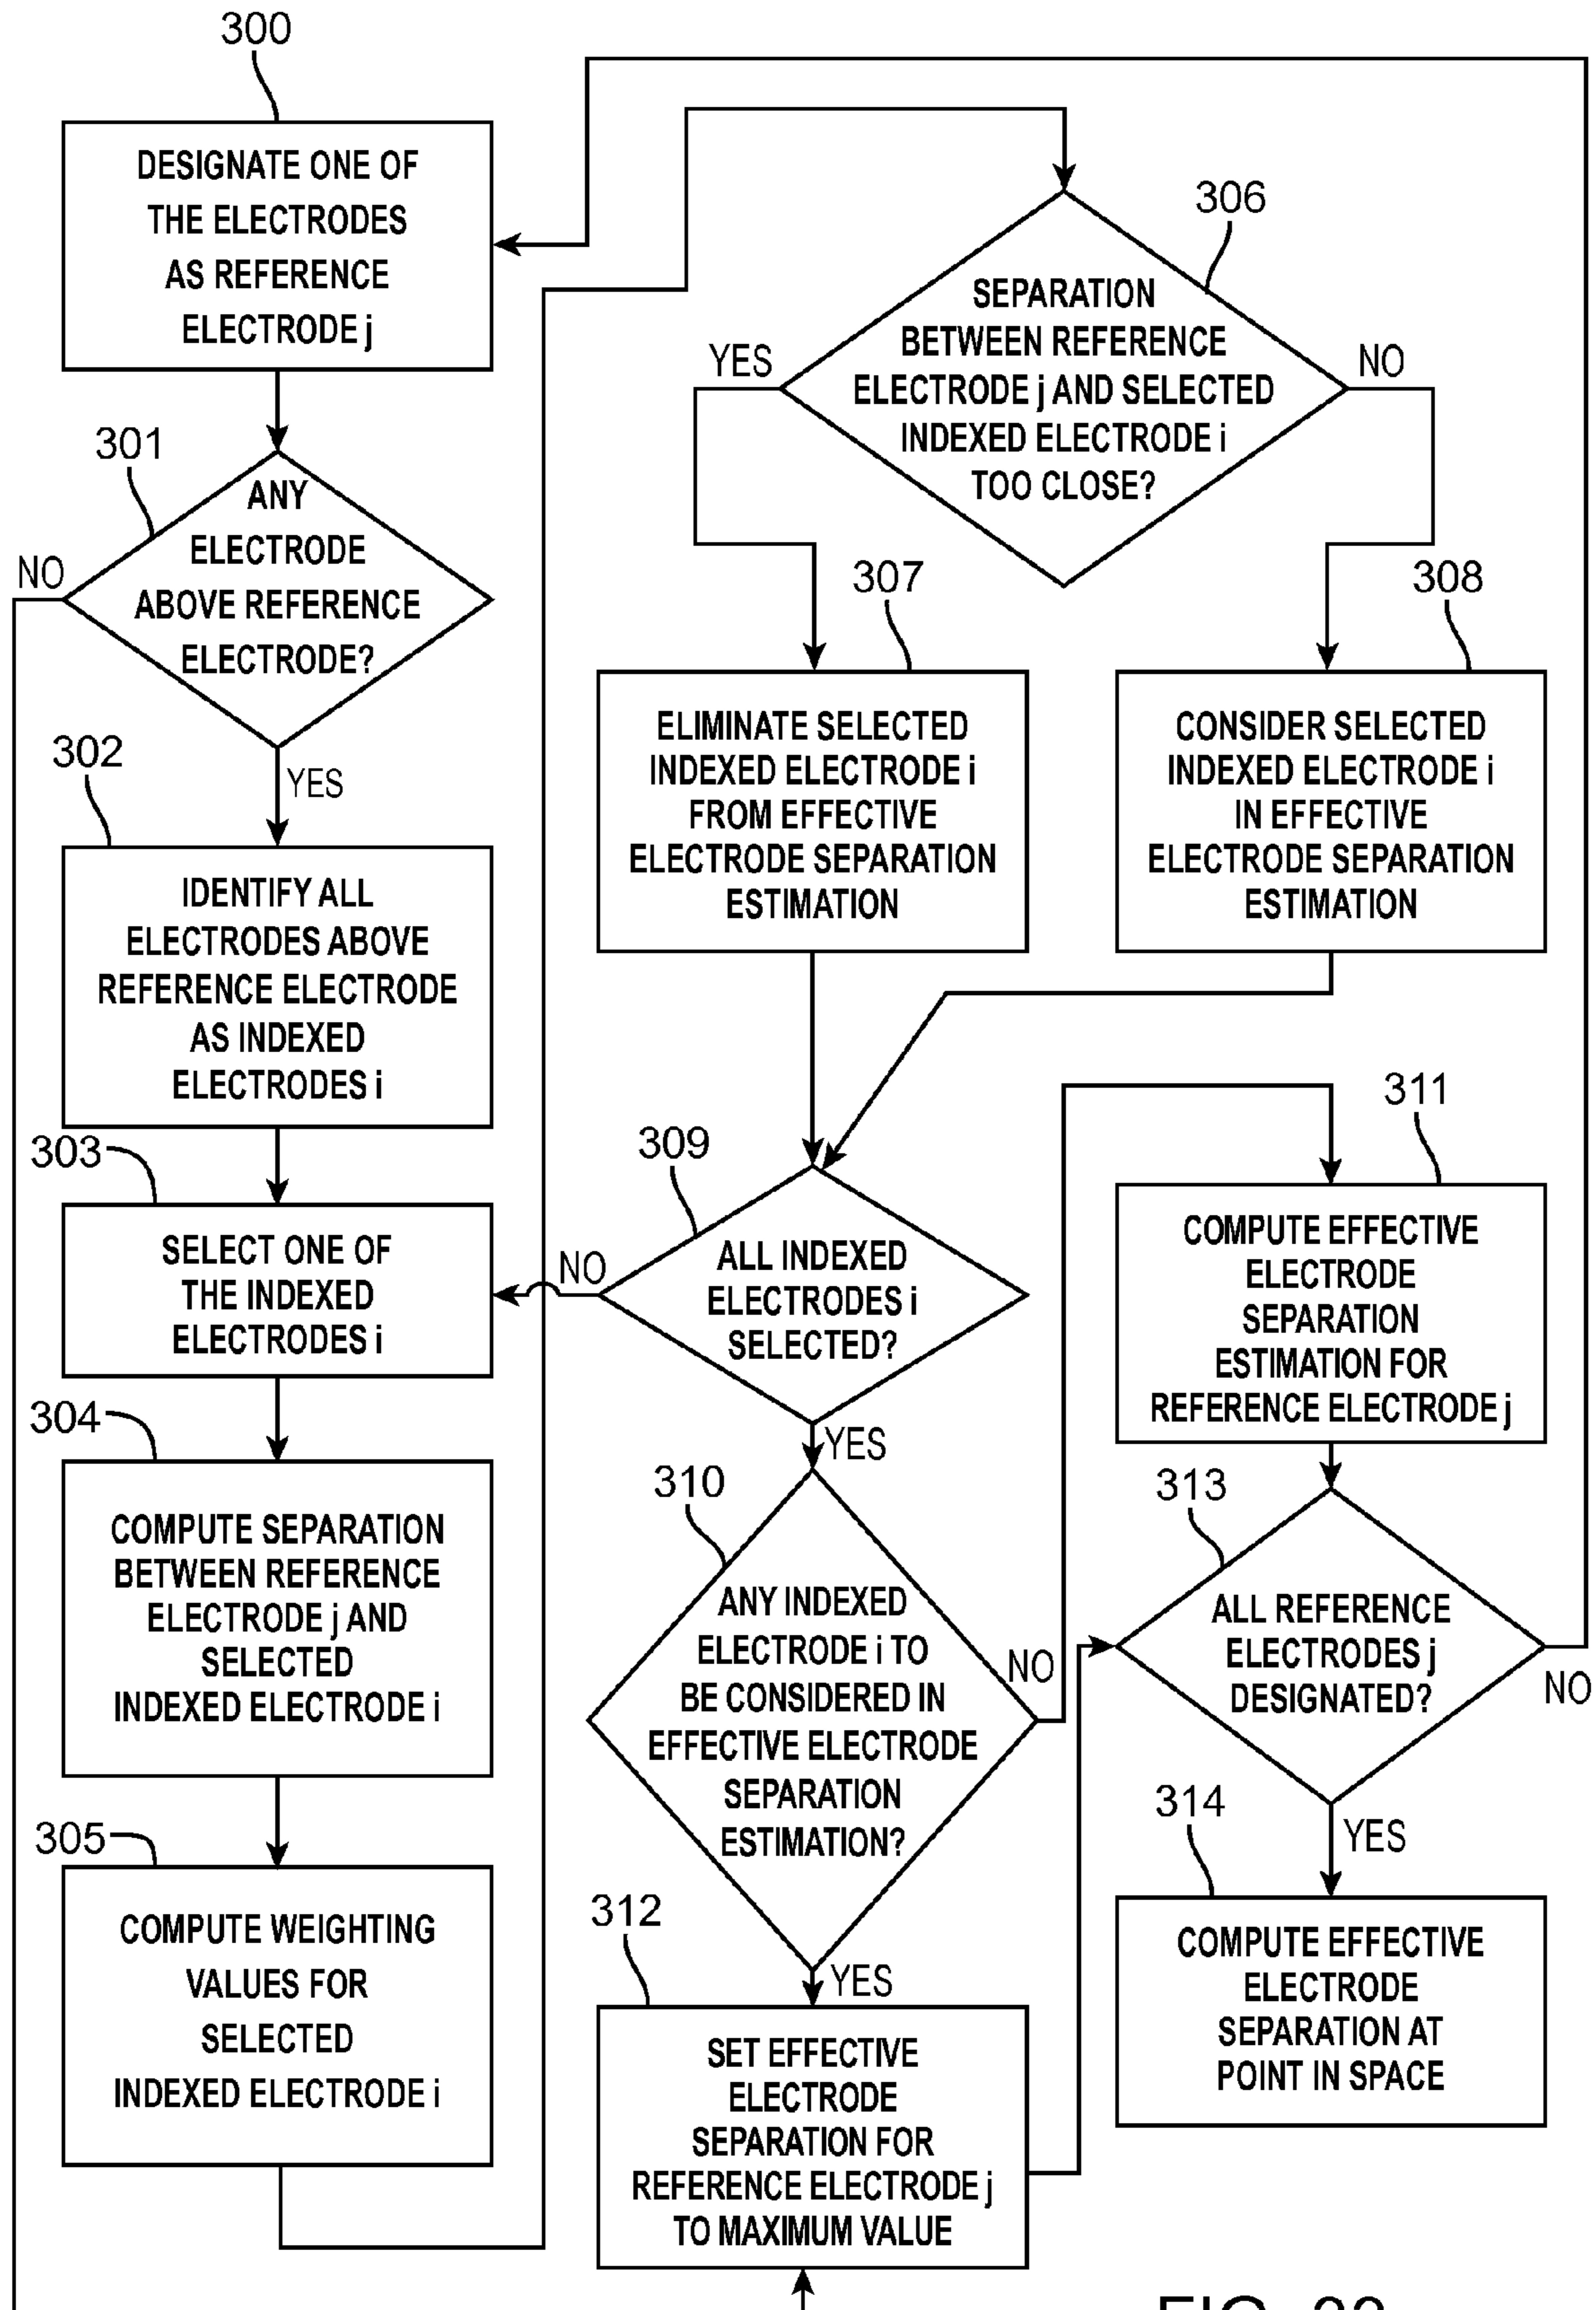 300
DESIGNATE ONE OF
THE ELECTRODES
AS REFERENCE
ELECTRODE j
301
ANY
ELECTRODE
ABOVE REFERENCE
ELECTRODE?
NO
YES
302
IDENTIFY ALL
ELECTRODES ABOVE
REFERENCE ELECTRODE
AS INDEXED
ELECTRODES i
303
SELECT ONE OF
THE INDEXED
ELECTRODES i
304
COMPUTE SEPARATION
BETWEEN REFERENCE
ELECTRODE j AND
SELECTED
INDEXED ELECTRODE i
305
COMPUTE WEIGHTING
VALUES FOR
SELECTED
INDEXED ELECTRODE i
306
SEPARATION
BETWEEN REFERENCE
ELECTRODE j AND SELECTED
INDEXED ELECTRODE i
TOO CLOSE?
YES
NO
307
ELIMINATE SELECTED
INDEXED ELECTRODE i
FROM EFFECTIVE
ELECTRODE SEPARATION
ESTIMATION
308
CONSIDER SELECTED
INDEXED ELECTRODE i
IN EFFECTIVE
ELECTRODE SEPARATION
ESTIMATION
309
ALL INDEXED
ELECTRODES i
SELECTED?
NO
YES
310
ANY INDEXED
ELECTRODE i TO
BE CONSIDERED IN
EFFECTIVE ELECTRODE
SEPARATION
ESTIMATION?
NO
YES
311
COMPUTE EFFECTIVE
ELECTRODE
SEPARATION
ESTIMATION FOR
REFERENCE ELECTRODE j
312
SET EFFECTIVE
ELECTRODE
SEPARATION FOR
REFERENCE ELECTRODE j
TO MAXIMUM VALUE
313
ALL REFERENCE
ELECTRODES j
DESIGNATED?
NO
YES
314
COMPUTE EFFECTIVE
ELECTRODE
SEPARATION AT
POINT IN SPACE
FIG.